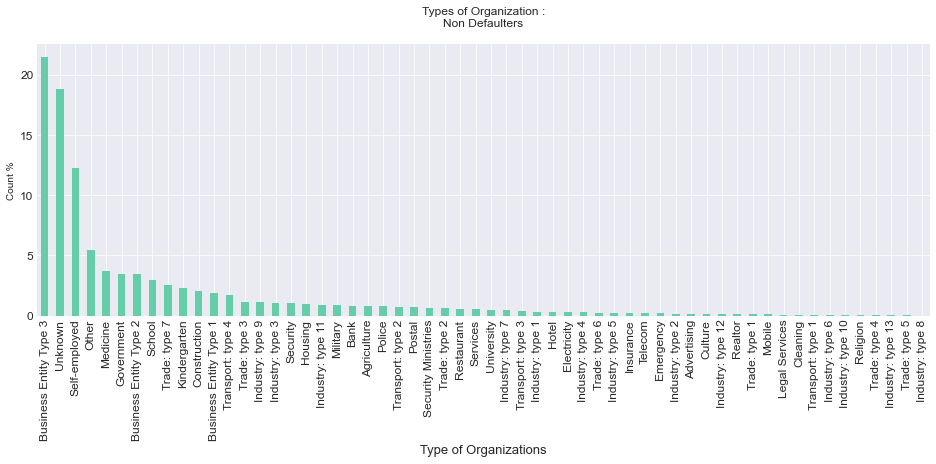 Types of Organization :
Non Defaulters
20
15
10
5
0
Count %
Business Entity Type 3
Unknown
Self-employed
Other
Medicine
Government
Business Entity Type 2
School
Trade: type 7
Kindergarten
Construction
Business Entity Type 1
Transport: type 4
Trade: type 3
Industry: type 9
Industry: type 3
Security
Housing
Industry: type 11
Military
Bank
Agriculture
Police
Transport: type 2
Postal
Security Ministries
Trade: type 2
Restaurant
Services
University
Industry: type 7
Transport: type 3
Industry: type 1
Hotel
Electricity
Industry: type 4
Trade: type 6
Industry: type 5
Insurance
Telecom
Emergency
Industry: type 2
Advertising
Culture
Industry: type 12
Realtor
Trade: type 1
Mobile
Legal Services
Cleaning
Transport: type 1
Industry: type 6
Industry: type 10
Religion
Trade: type 4
Industry: type 13
Trade: type 5
Industry: type 8
Type of Organizations